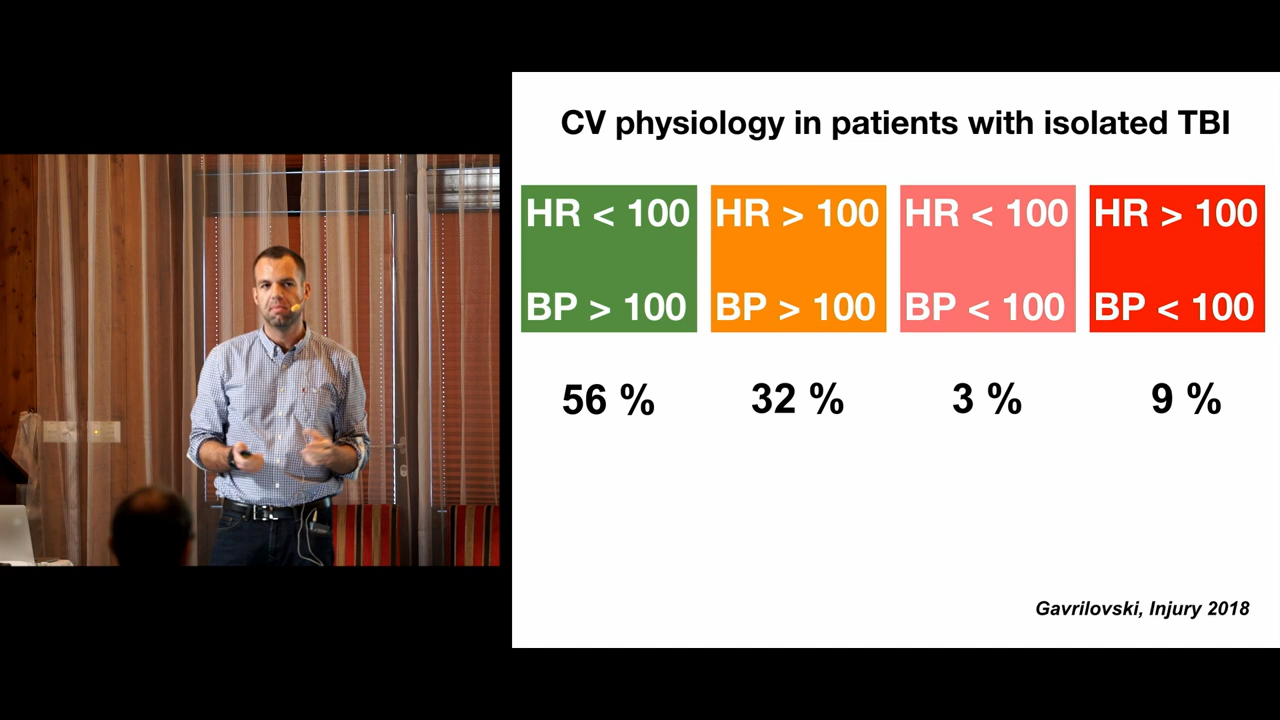 CV physiology in patients with isolated TBI
HR < 100
BP > 100
HR > 100
BP > 100
HR < 100
BP < 100
HR > 100
BP < 100
56 %
32 %
3 %
9 %
Gavrilovski, Injury 2018